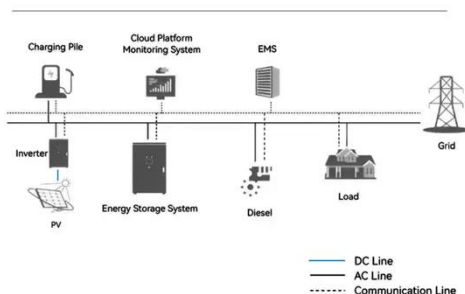 Charging Pile
Cloud Platform
Monitoring System
EMS
Grid
Inverter
PV
Energy Storage System
Diesel
Load
DC Line
AC Line
Communication Line